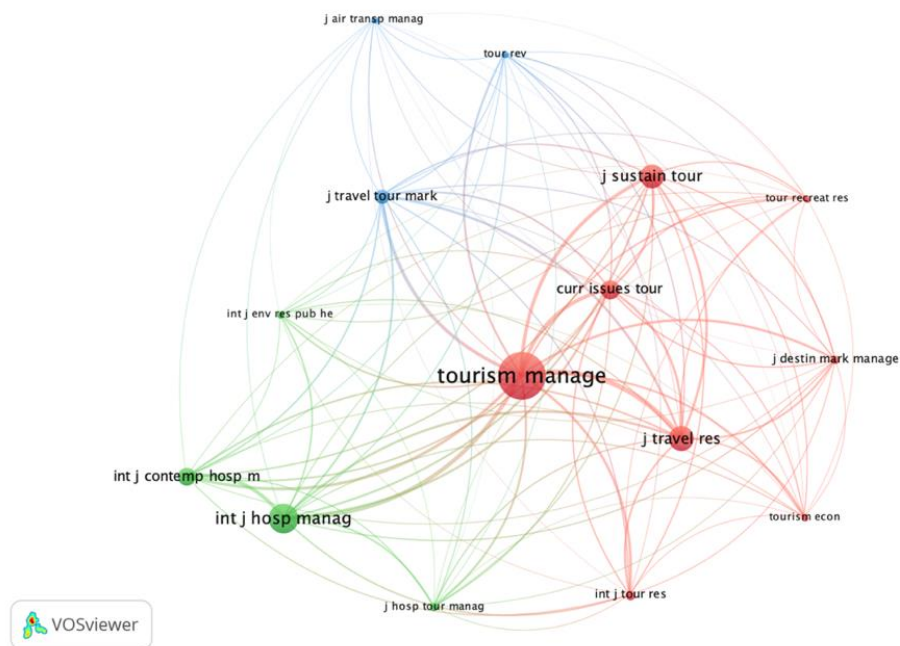 j air transp manag
tour rev
j sustain tour
j travel tour mark
tour recreat res
curr issues tour
int j env res pub he
j destin mark manage
tourism manage
j travel res
int j contemp hosp m
int j hosp manag
tourism econ
int j tour res
j hosp tour manag
VOSviewer